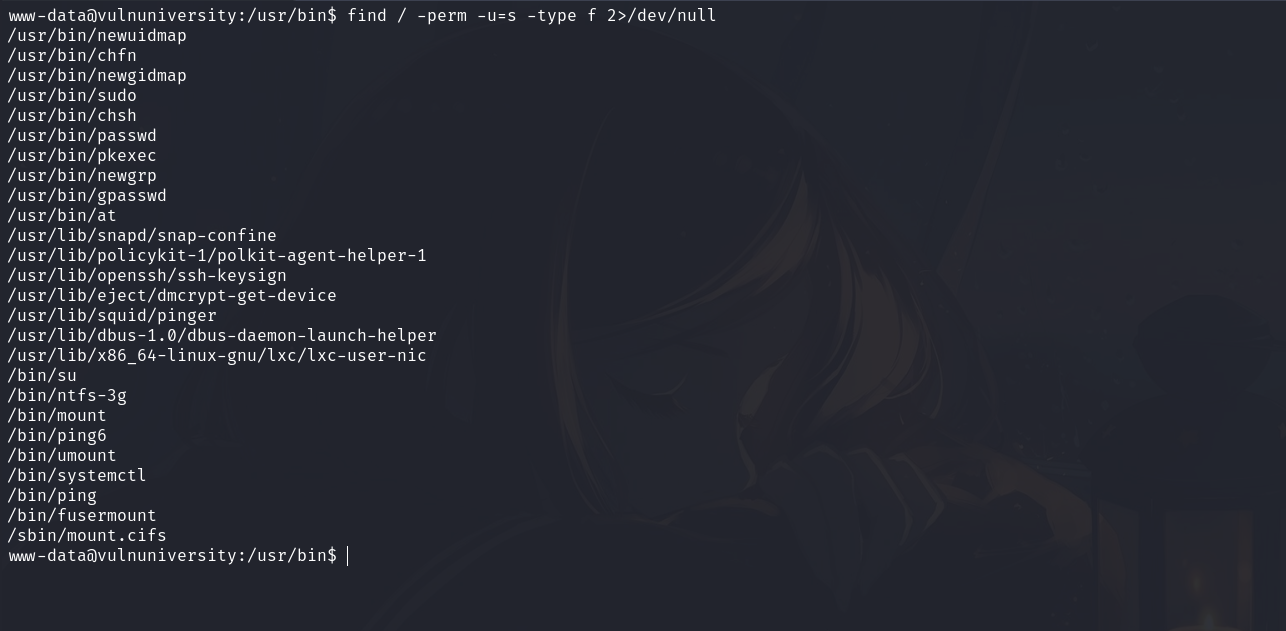 www-data@vulnuniversity:/usr/bin$ find / -perm -u=s -type f 2>/dev/null
/usr/bin/newuidmap
/usr/bin/chfn
/usr/bin/newgidmap
/usr/bin/sudo
/usr/bin/chsh
/usr/bin/passwd
/usr/bin/pkexec
/usr/bin/newgrp
/usr/bin/gpasswd
/usr/bin/at
/usr/lib/snapd/snap-confine
/usr/lib/policykit-1/polkit-agent-helper-1
/usr/lib/openssh/ssh-keysign
/usr/lib/eject/dmcrypt-get-device
/usr/lib/squid/pinger
/usr/lib/dbus-1.0/dbus-daemon-launch-helper
/usr/lib/x86_64-linux-gnu/lxc/lxc-user-nic
/bin/su
/bin/ntfs-3g
/bin/mount
/bin/ping6
/bin/umount
/bin/systemctl
/bin/ping
/bin/fusermount
/sbin/mount.cifs
www-data@vulnuniversity:/usr/bin$